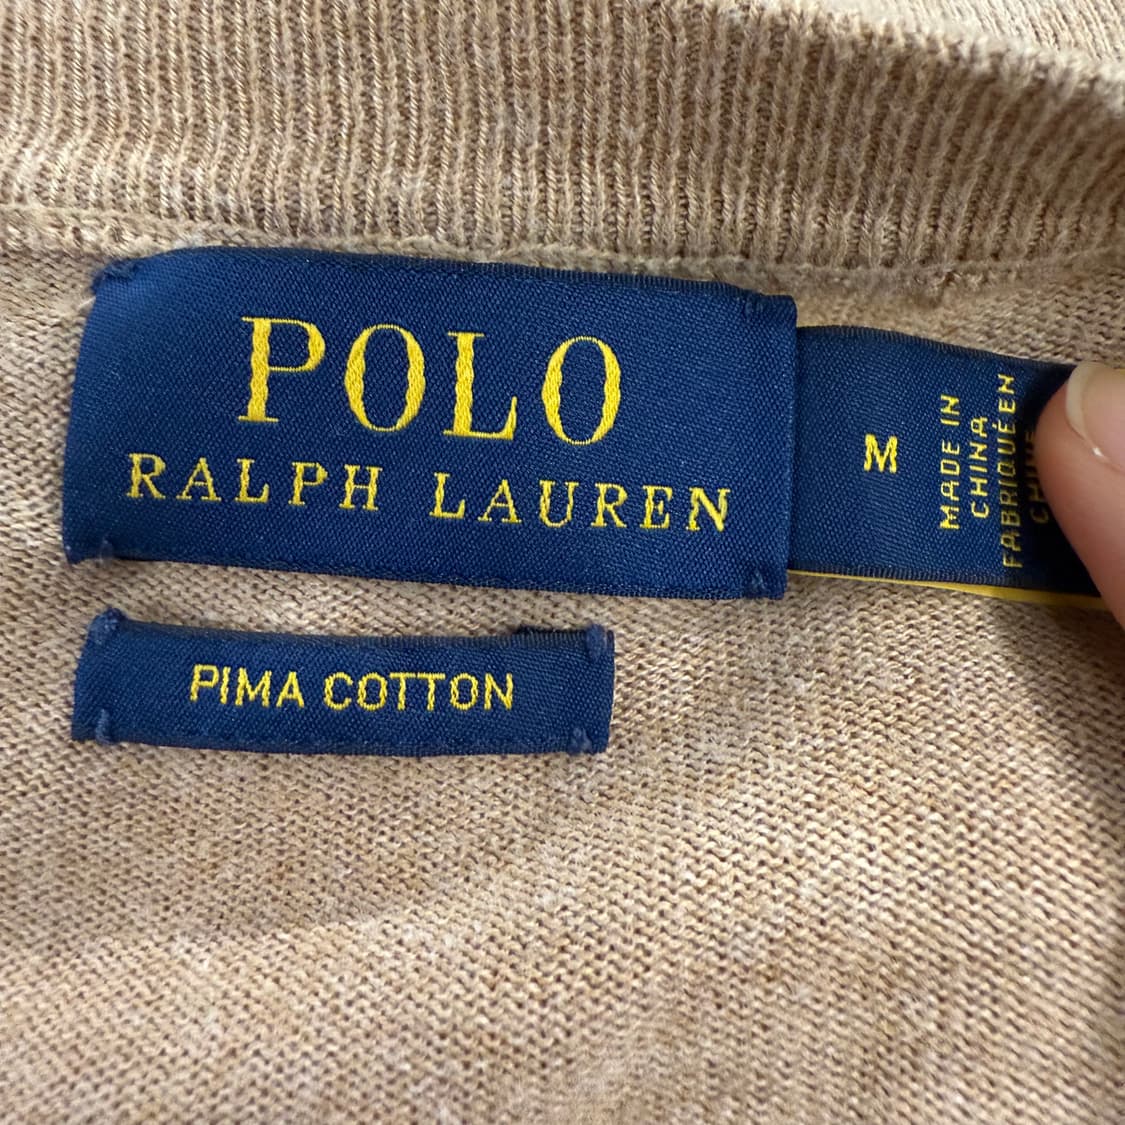 POLO
RALPH LAUREN
M
MADE IN
CHINA
FABRIQUÉ EN
PIMA COTTON